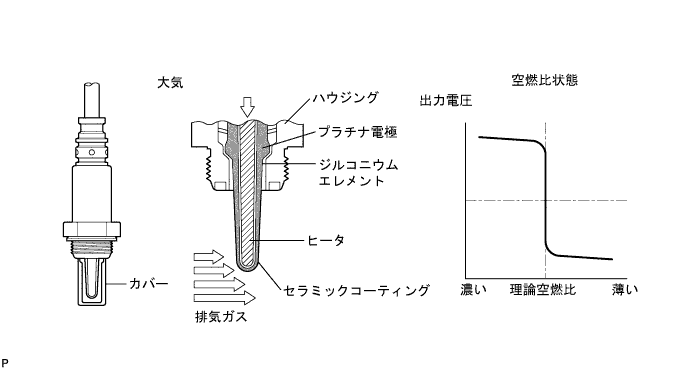 大気
ハウジング
プラチナ電極
ジルコニウム
エレメント
ヒータ
カバー
セラミックコーティング
排気ガス
空燃比状態
出力電圧
濃い
理論空燃比
薄い
P